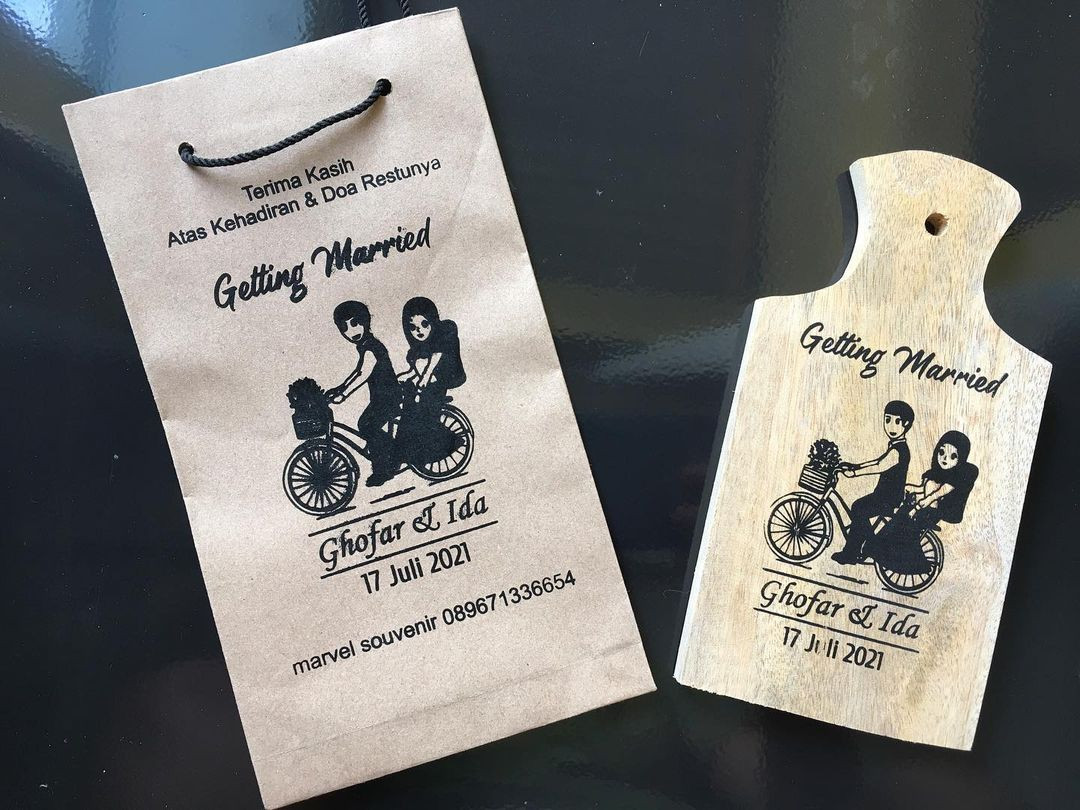 Terima Kasih
Atas Kehadiran & Doa Restunya
Getting Married
Ghofar & Ida
17 Juli 2021
marvel souvenir 089671336654
Getting Married
Ghofar & Ida
17 Juli 2021